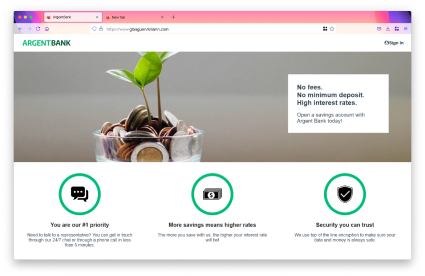 ArgentBank
New Tab
ARGENTBANK
Sign In
No fees.
No minimum deposit.
High interest rates.
Open a savings account with
Argent Bank today!
You are our #1 priority
Need to talk to a representative? You can get in touch
through our 24/7 chat or through a phone call in less
than 5 minutes.
More savings means higher rates
The more you save with us, the higher your interest rate
will be!
Security you can trust
We use top of the line encryption to make sure your
data and money is always safe.